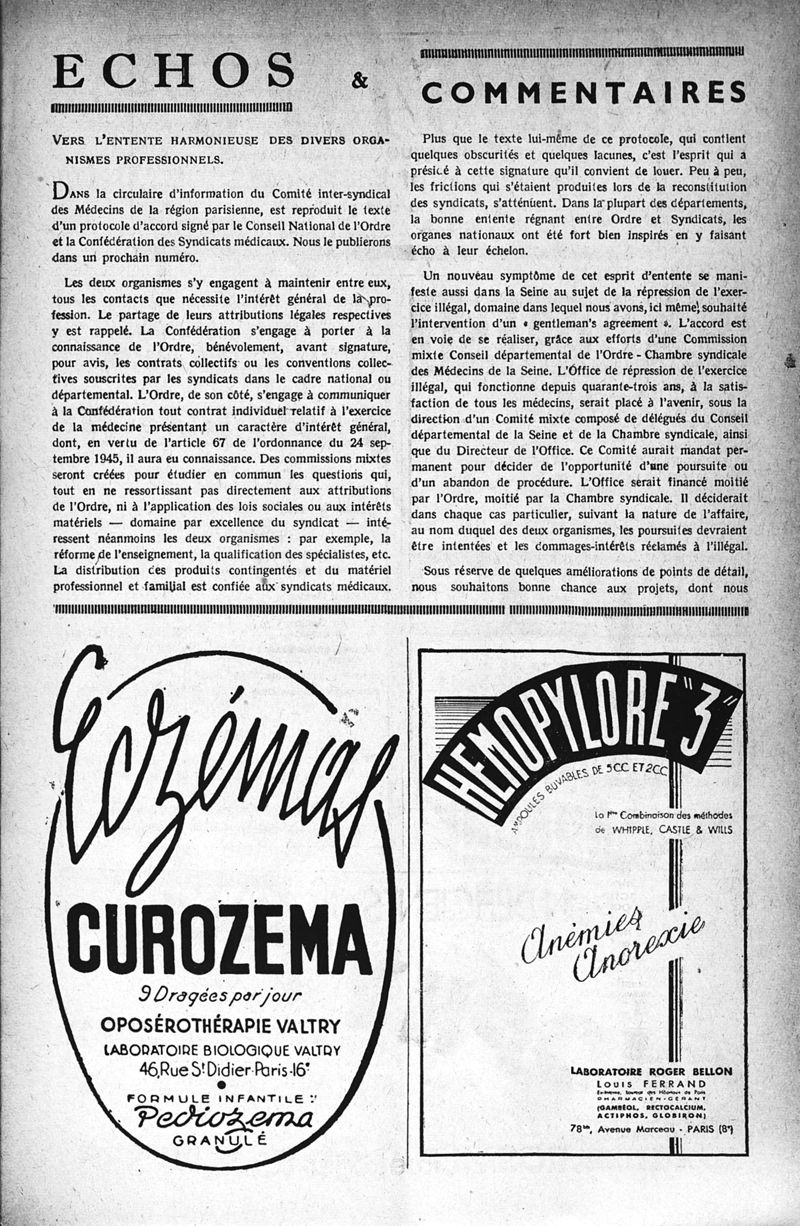 ECHOS
&
COMMENTAIRES
VERS L'ENTENTE HARMONIEUSE DES DIVERS ORGA-
NISMES PROFESSIONNELS.
DANS la circulaire d'information du Comité inter-syndical
des Médecins de la région parisienne, est reproduit le texte
d'un protocole d'accord signé par le Conseil National de l'Ordre
et la Confédération des Syndicats médicaux. Nous le publierons
dans un prochain numéro.
Les deux organismes s'y engagent à maintenir entre eux,
tous les contacts que nécessite l'intérêt général de la pro-
fession. Le partage de leurs attributions légales respectives
y est rappelé. La Confédération s'engage à porter à la
connaissance de l'Ordre, bénévolement, avant signature,
pour avis, les contrats collectifs ou les conventions collec-
tives souscrites par les syndicats dans le cadre national ou
départemental. L'Ordre, de son côté, s'engage à communiquer
à la Confédération tout contrat individuel relatif à l'exercice
de la médecine présentant un caractère d'intérêt général,
dont, en vertu de l'article 67 de l'ordonnance du 24 sep-
tembre 1945, il aura eu connaissance. Des commissions mixtes
seront créées pour étudier en commun les questions qui,
tout en ne ressortissant pas directement aux attributions
de l'Ordre, ni à l'application des lois sociales ou aux intérêts
matériels — domaine par excellence du syndicat — inté-
ressent néanmoins les deux organismes : par exemple, la
réforme de l'enseignement, la qualification des spécialistes, etc.
La distribution des produits contingentés et du matériel
professionnel et familial est confiée aux syndicats médicaux.
Plus que le texte lui-même de ce protocole, qui contient
quelques obscurités et quelques lacunes, c'est l'esprit qui a
présidé à cette signature qu'il convient de louer. Peu à peu,
les frictions qui s'étaient produites lors de la reconstitution
des syndicats, s'atténuent. Dans la plupart des départements,
la bonne entente régnant entre Ordre et Syndicats, les
organes nationaux ont été fort bien inspirés en y faisant
écho à leur échelon.
Un nouveau symptôme de cet esprit d'entente se mani-
feste aussi dans la Seine au sujet de la répression de l'exer-
cice illégal, domaine dans lequel nous avons, ici même, souhaité
l'intervention d'un « gentleman's agreement ». L'accord est
en voie de se réaliser, grâce aux efforts d'une Commission
mixte Conseil départemental de l'Ordre - Chambre syndicale
des Médecins de la Seine. L'Office de répression de l'exercice
illégal, qui fonctionne depuis quarante-trois ans, à la satis-
faction de tous les médecins, serait placé à l'avenir, sous la
direction d'un Comité mixte composé de délégués du Conseil
départemental de la Seine et de la Chambre syndicale, ainsi
que du Directeur de l'Office. Ce Comité aurait mandat per-
manent pour décider de l'opportunité d'une poursuite ou
d'un abandon de procédure. L'Office serait financé moitié
par l'Ordre, moitié par la Chambre syndicale. Il déciderait
dans chaque cas particulier, suivant la nature de l'affaire,
au nom duquel des deux organismes, les poursuites devraient
être intentées et les dommages-intérêts réclamés à l'illégal.
Sous réserve de quelques améliorations de points de détail,
nous souhaitons bonne chance aux projets, dont nous
Eczémas
CUROZEMA
9 Dragées par jour
OPOSÉROTHÉRAPIE VALTRY
LABORATOIRE BIOLOGIQUE VALTRY
46, Rue St Didier-Paris-16e
FORMULE INFANTILE :
Pediozema
GRANULÉ
HEMOPYLORE "3"
AMPOULES BUVABLES DE 5CC ET 2CC
La 1ère Combinaison des méthodes
de WHIPPLE, CASTLE & WILLS
Anémies
Anorexie
LABORATOIRE ROGER BELLON
LOUIS FERRAND
PHARMACIEN-GÉRANT
(GAMBÉOL, RECTOCALCIUM,
ACTIPHOS, GLOBIRON)
78bis, Avenue Marceau - PARIS (8e)